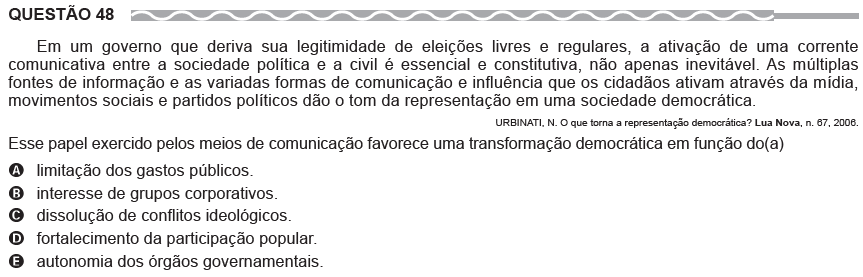 QUESTÃO 48
Em um governo que deriva sua legitimidade de eleições livres e regulares, a ativação de uma corrente
comunicativa entre a sociedade política e a civil é essencial e constitutiva, não apenas inevitável. As múltiplas
fontes de informação e as variadas formas de comunicação e influência que os cidadãos ativam através da mídia,
movimentos sociais e partidos políticos dão o tom da representação em uma sociedade democrática.
URBINATI, N. O que torna a representação democrática? Lua Nova, n. 67, 2006.
Esse papel exercido pelos meios de comunicação favorece uma transformação democrática em função do(a)
A limitação dos gastos públicos.
B interesse de grupos corporativos.
C dissolução de conflitos ideológicos.
D fortalecimento da participação popular.
E autonomia dos órgãos governamentais.